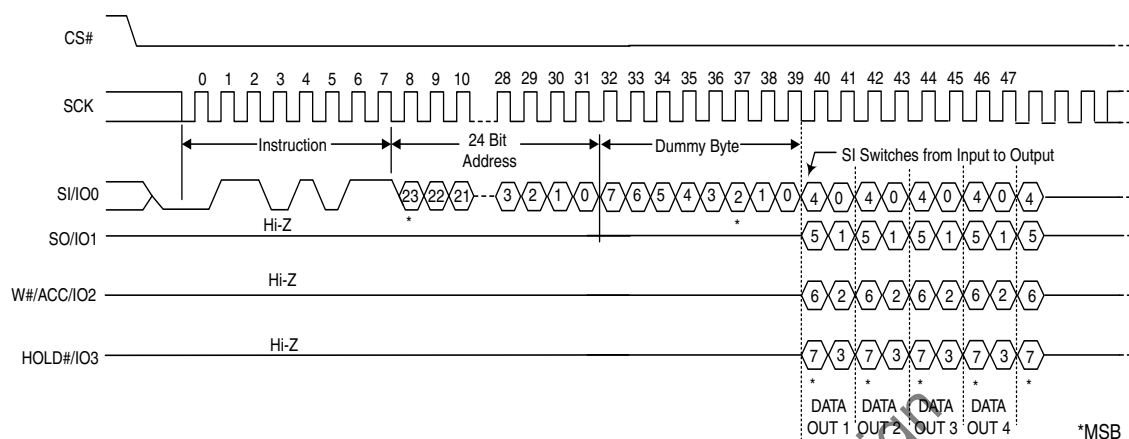 CS#
0 1 2 3 4 5 6 7 8 9 10 28 29 30 31 32 33 34 35 36 37 38 39 40 41 42 43 44 45 46 47
SCK
Instruction
24 Bit
Address
Dummy Byte
SI Switches from Input to Output
SI/IO0
23 22 21 3 2 1 0 7 6 5 4 3 2 1 0 4 0 4 0 4 0 4 0 4
* *
Hi-Z
SO/IO1
5 1 5 1 5 1 5 1 5
Hi-Z
W#/ACC/IO2
6 2 6 2 6 2 6 2 6
Hi-Z
HOLD#/IO3
7 3 7 3 7 3 7 3 7
* * * * *
DATA DATA DATA DATA
OUT 1 OUT 2 OUT 3 OUT 4
*MSB